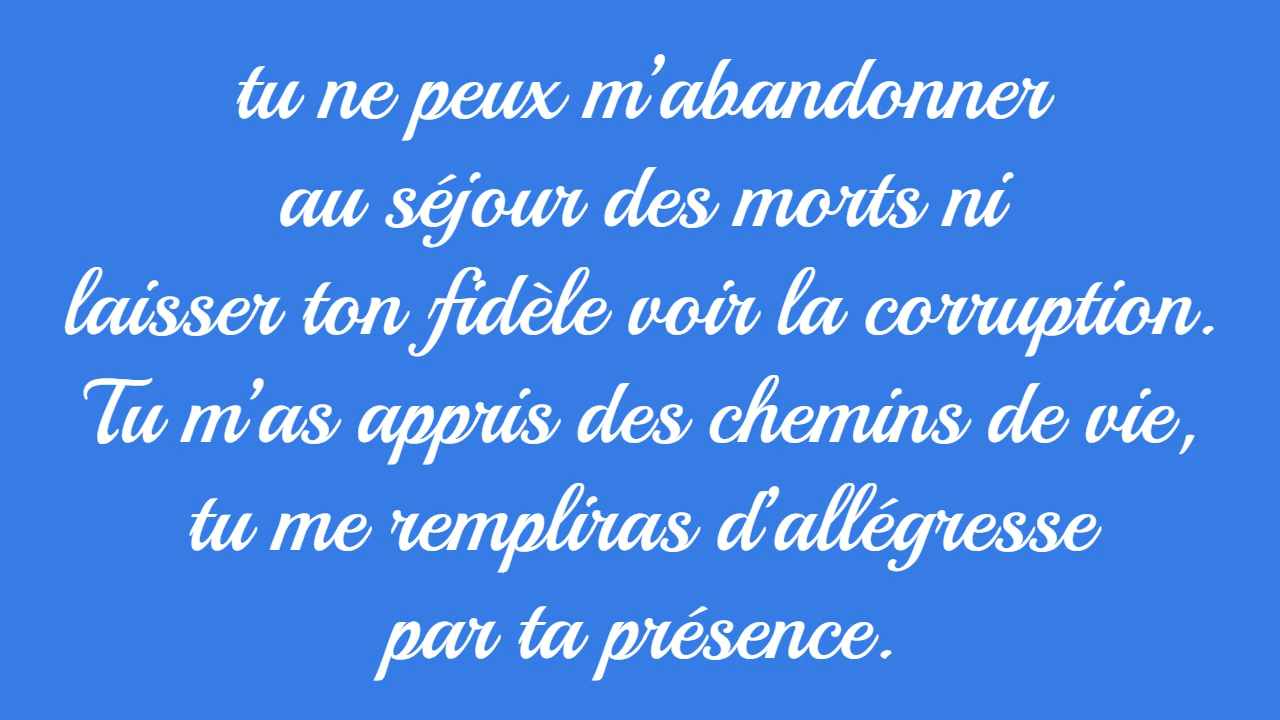 tu ne peux m’abandonner
au séjour des morts ni
laisser ton fidèle voir la corruption.
Tu m’as appris des chemins de vie,
tu me rempliras d’allégresse
par ta présence.